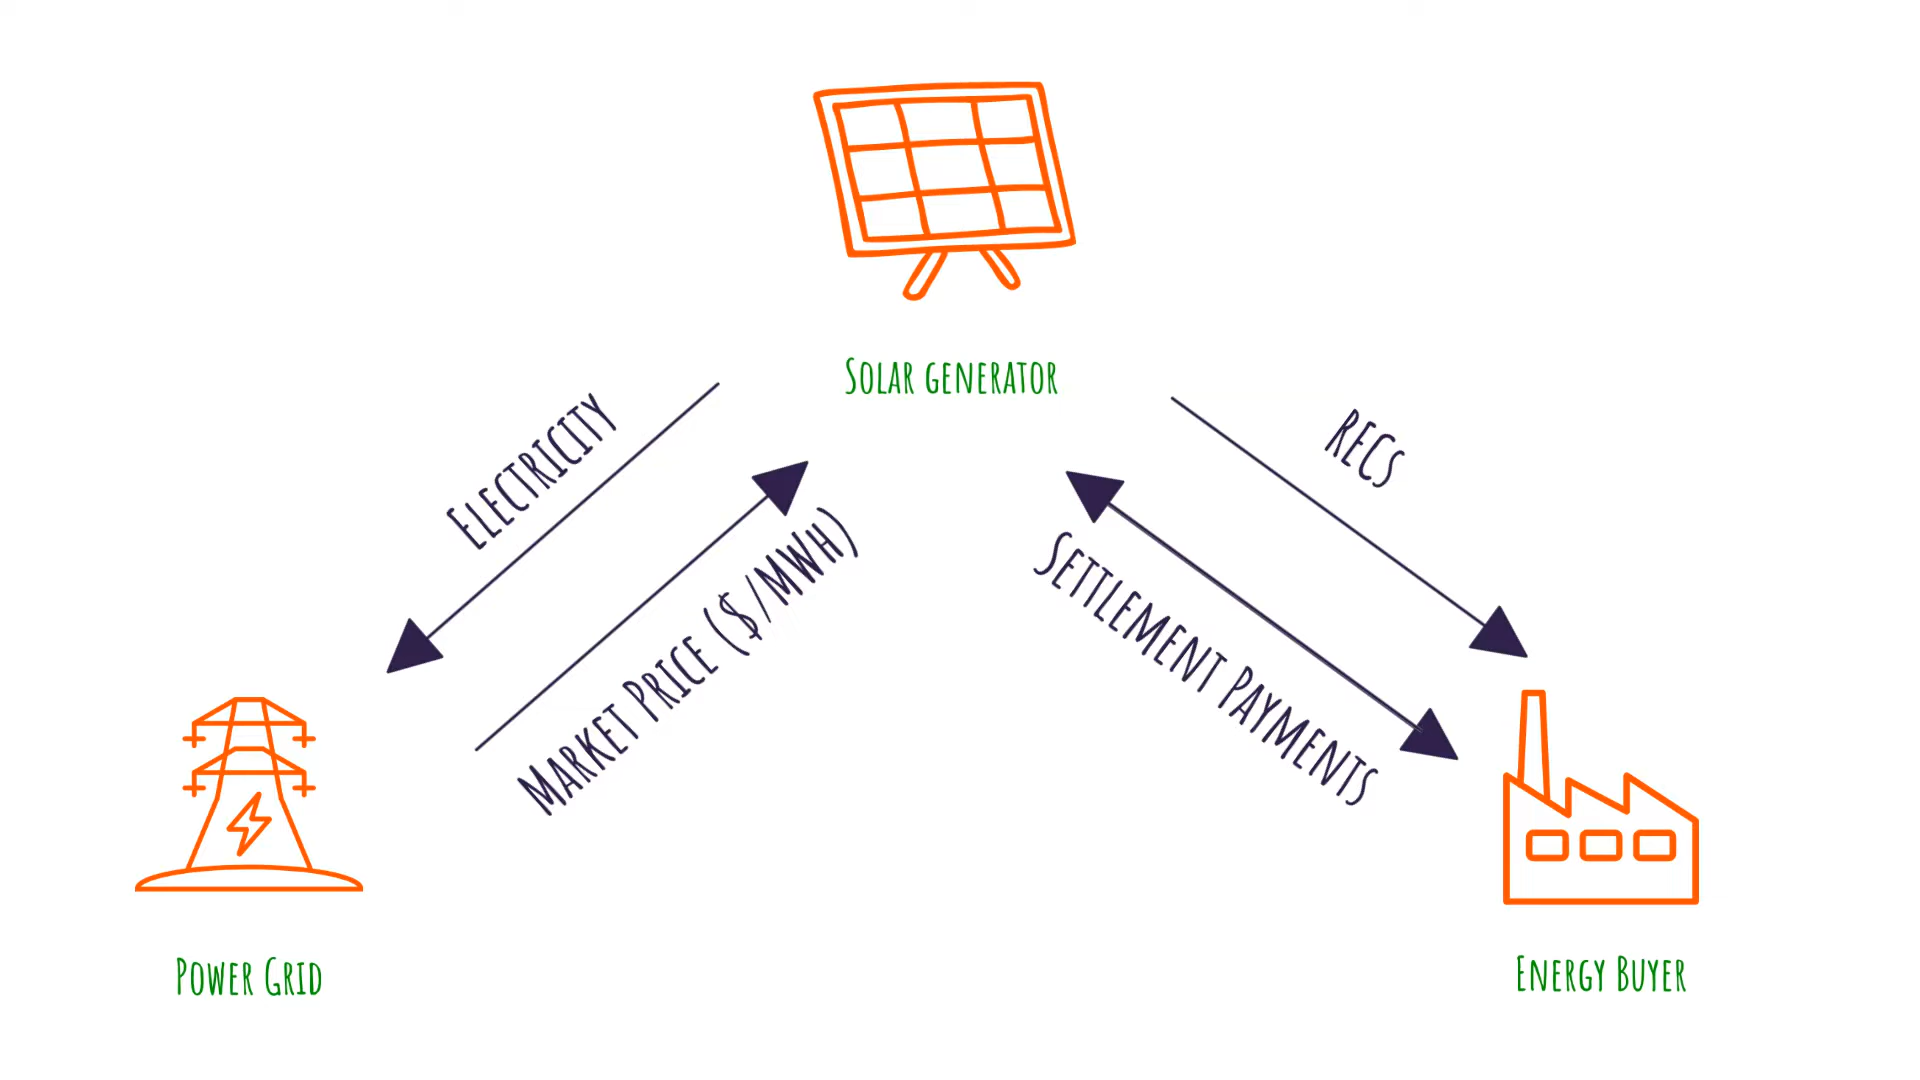 Solar generator
Electricity
RECs
Market Price ($/MWh)
Settlement Payments
Power Grid
Energy Buyer